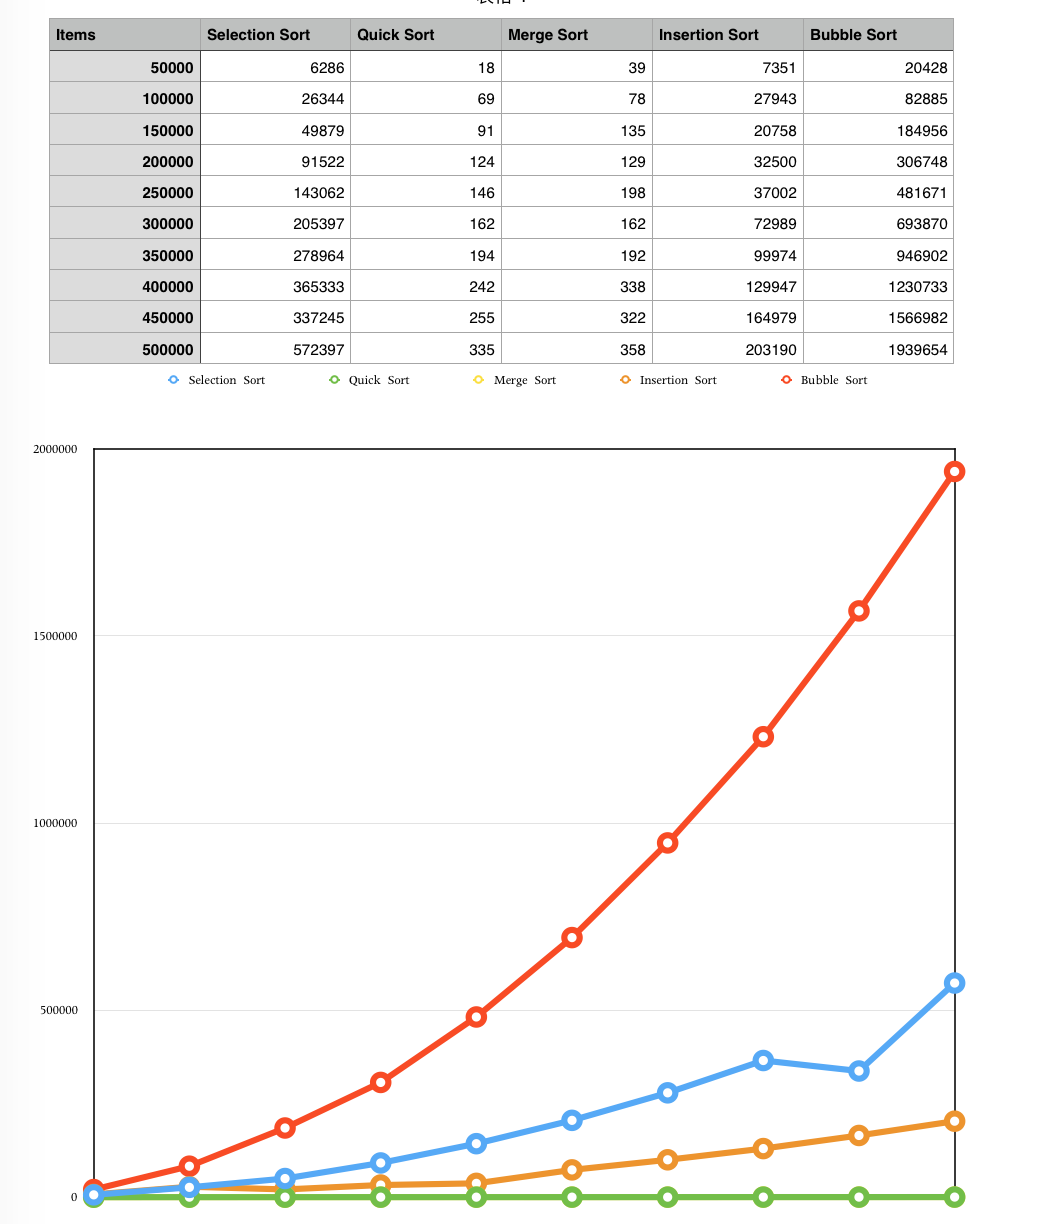 Items Selection Sort Quick Sort Merge Sort Insertion Sort Bubble Sort
50000 6286 18 39 7351 20428
100000 26344 69 78 27943 82885
150000 49879 91 135 20758 184956
200000 91522 124 129 32500 306748
250000 143062 146 198 37002 481671
300000 205397 162 162 72989 693870
350000 278964 194 192 99974 946902
400000 365333 242 338 129947 1230733
450000 337245 255 322 164979 1566982
500000 572397 335 358 203190 1939654
Selection Sort Quick Sort Merge Sort Insertion Sort Bubble Sort
2000000
1500000
1000000
500000
0